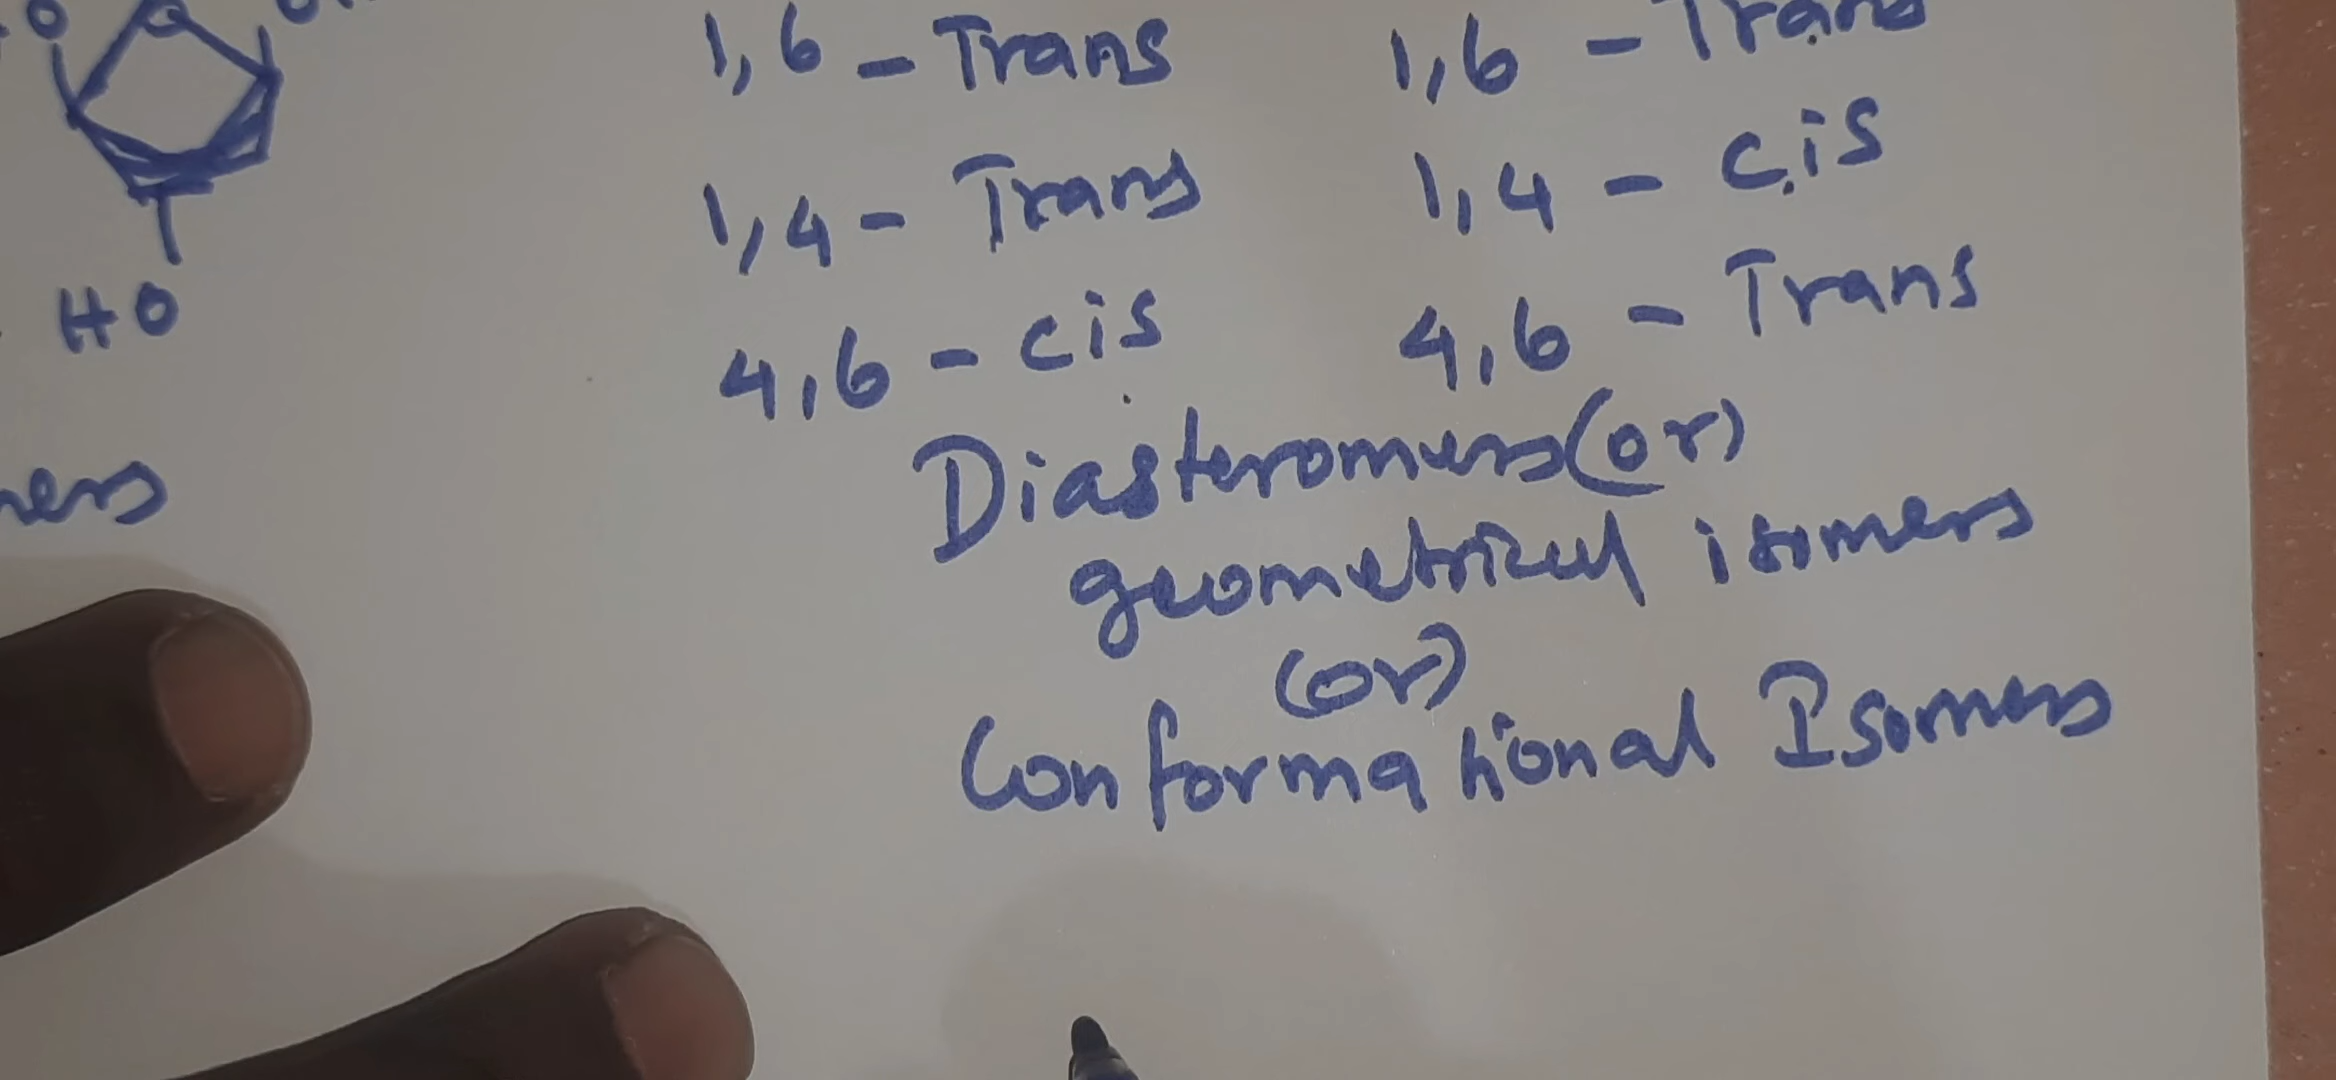 1,6 - Trans 1,6 - Trans
1,4 - Trans 1,4 - cis
4,6 - cis 4,6 - Trans
HO
Diasteromers (or)
geometrical isomers
(or)
Conformational Isomers